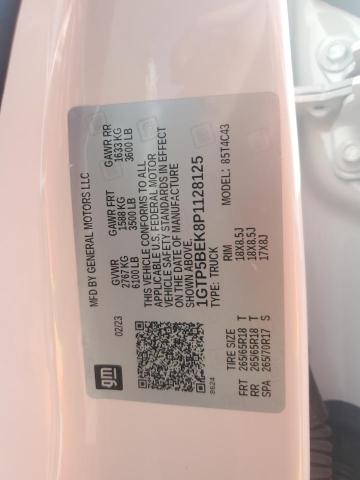 gm
MFD BY GENERAL MOTORS LLC
02/23 GVWR GAWR FRT GAWR RR
2767 KG 1588 KG 1633 KG
6100 LB 3500 LB 3600 LB
THIS VEHICLE CONFORMS TO ALL
APPLICABLE U.S. FEDERAL MOTOR
VEHICLE SAFETY STANDARDS IN EFFECT
ON THE DATE OF MANUFACTURE
SHOWN ABOVE.
1GTP5BEK8P1128125
TYPE: TRUCK MODEL: 85T4C43
8624 TIRE SIZE RIM
FRT 265/65R18 T 18X8.5J
RR 265/65R18 T 18X8.5J
SPA 265/70R17 S 17X8J